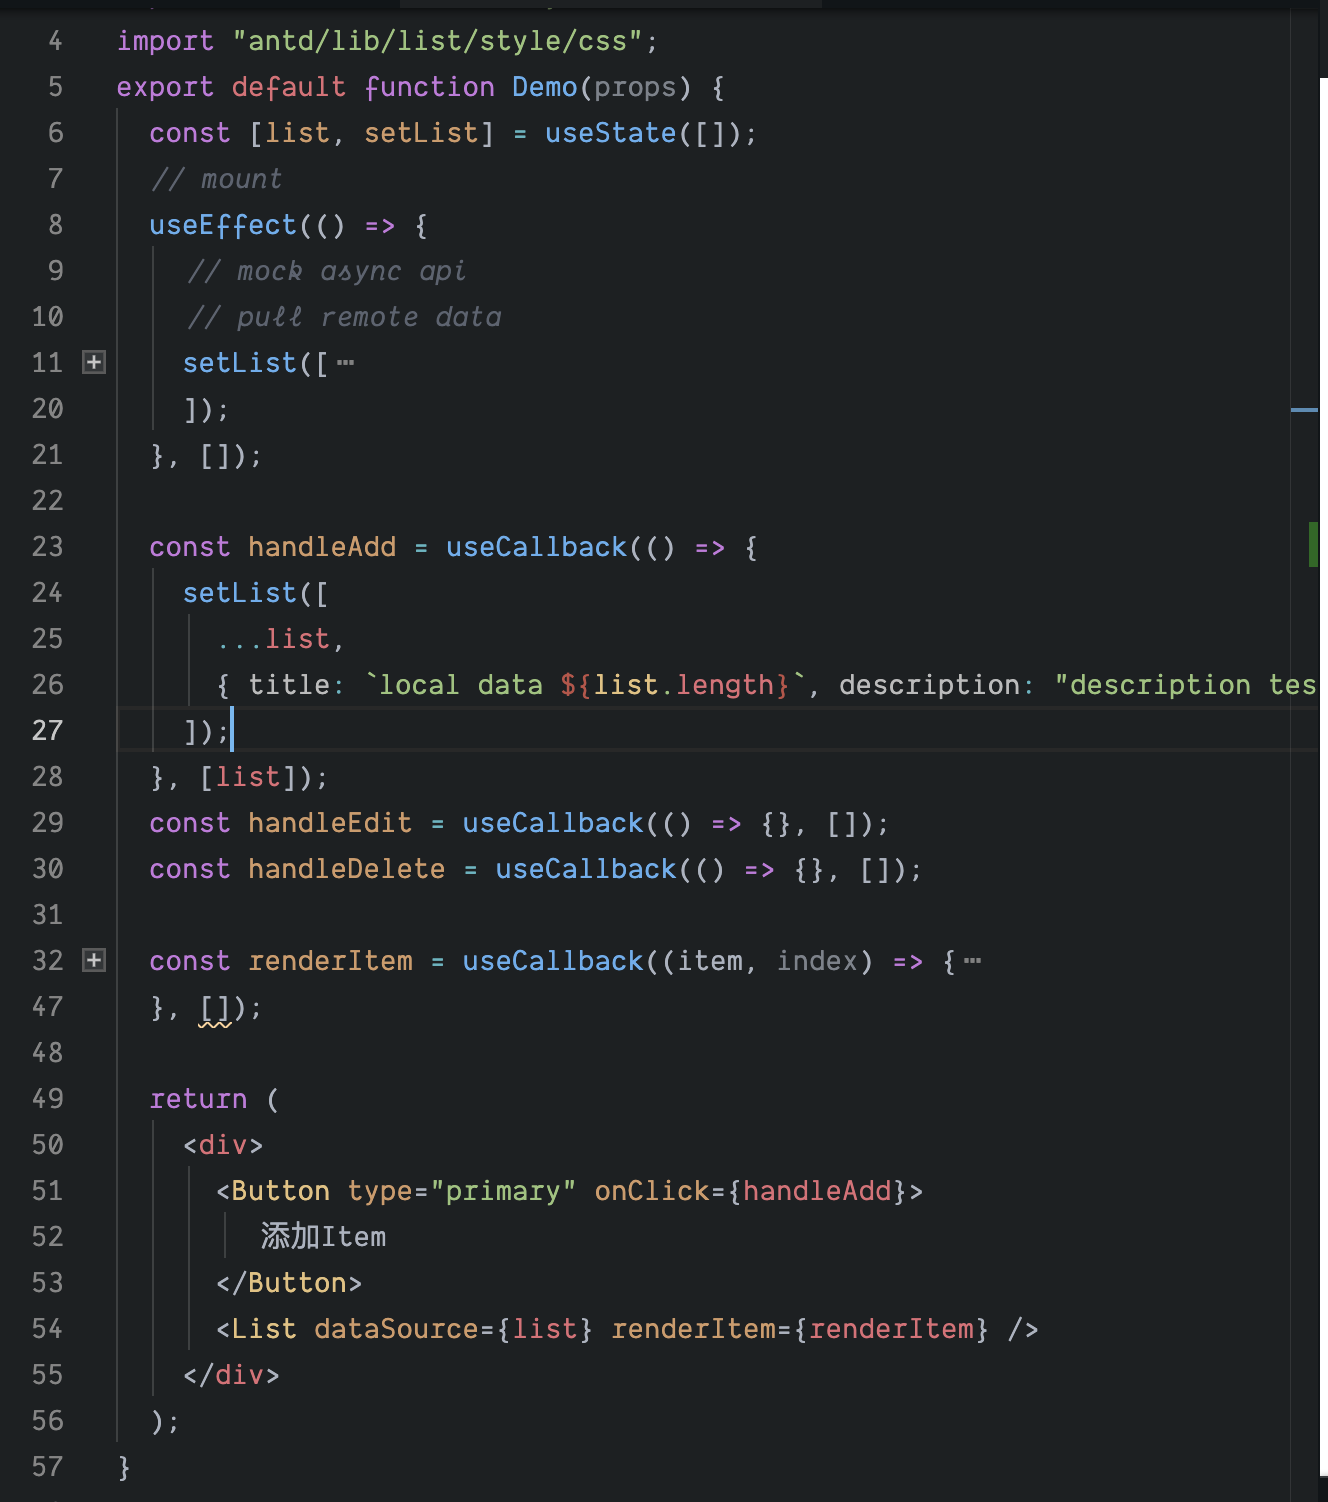 4 import "antd/lib/list/style/css";
5 export default function Demo(props) {
6 const [list, setList] = useState([]);
7 // mount
8 useEffect(() => {
9 // mock async api
10 // pull remote data
11 setList([ ⋯
20 ]);
21 }, []);
22
23 const handleAdd = useCallback(() => {
24 setList([
25 ...list,
26 { title: `local data ${list.length}`, description: "description tes
27 ]);
28 }, [list]);
29 const handleEdit = useCallback(() => {}, []);
30 const handleDelete = useCallback(() => {}, []);
31
32 const renderItem = useCallback((item, index) => { ⋯
47 }, []);
48
49 return (
50 <div>
51 <Button type="primary" onClick={handleAdd}>
52 添加Item
53 </Button>
54 <List dataSource={list} renderItem={renderItem} />
55 </div>
56 );
57 }